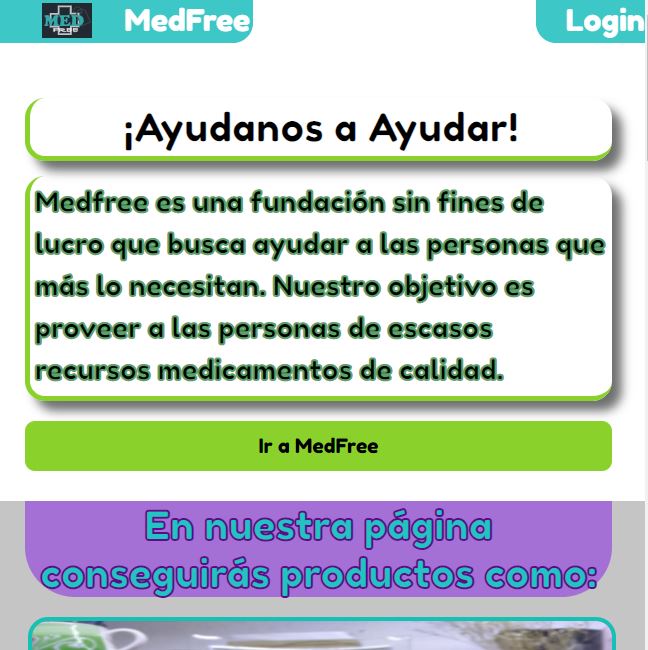 MED
FREE
MedFree
Login
¡Ayudanos a Ayudar!
Medfree es una fundación sin fines de
lucro que busca ayudar a las personas que
más lo necesitan. Nuestro objetivo es
proveer a las personas de escasos
recursos medicamentos de calidad.
Ir a MedFree
En nuestra página
conseguirás productos como: